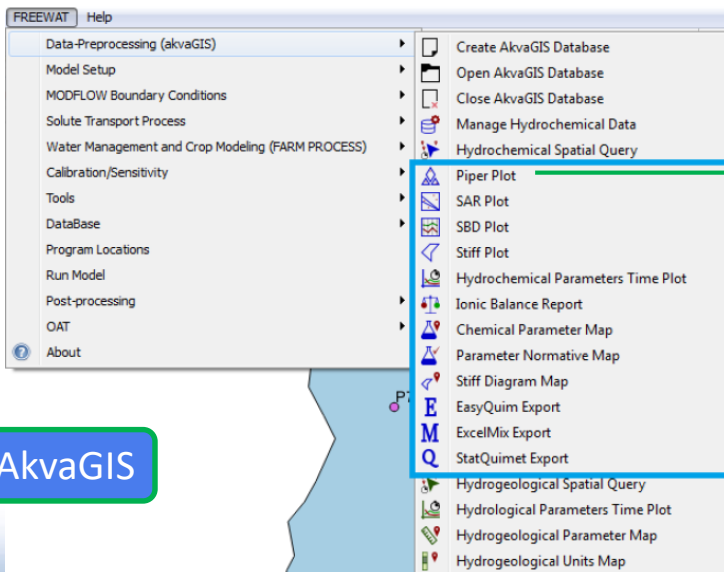 FREEWAT Help
Data-Preprocessing (akvaGIS)
Model Setup
MODFLOW Boundary Conditions
Solute Transport Process
Water Management and Crop Modeling (FARM PROCESS)
Calibration/Sensitivity
Tools
DataBase
Program Locations
Run Model
Post-processing
OAT
About
Create AkvaGIS Database
Open AkvaGIS Database
Close AkvaGIS Database
Manage Hydrochemical Data
Hydrochemical Spatial Query
Piper Plot
SAR Plot
SBD Plot
Stiff Plot
Hydrochemical Parameters Time Plot
Ionic Balance Report
Chemical Parameter Map
Parameter Normative Map
Stiff Diagram Map
E EasyQuim Export
M ExcelMix Export
Q StatQuimet Export
Hydrogeological Spatial Query
Hydrological Parameters Time Plot
Hydrogeological Parameter Map
Hydrogeological Units Map
AkvaGIS